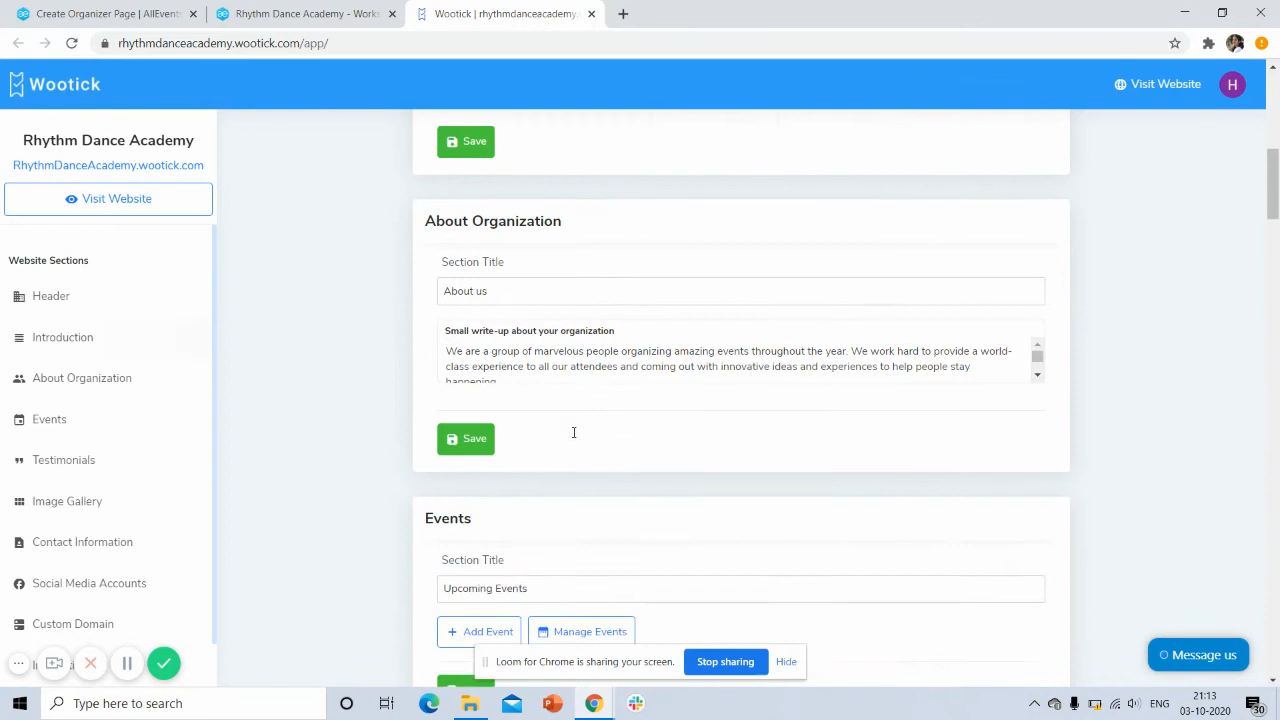 Create Organizer Page | AllEvents
Rhythm Dance Academy - Works
Wootick | rhythmdanceacademy.
rhythmdanceacademy.wootick.com/app/
Wootick
Visit Website
H
Rhythm Dance Academy
RhythmDanceAcademy.wootick.com
Visit Website
Website Sections
Header
Introduction
About Organization
Events
Testimonials
Image Gallery
Contact Information
Social Media Accounts
Custom Domain
Save
About Organization
Section Title
About us
Small write-up about your organization
We are a group of marvelous people organizing amazing events throughout the year. We work hard to provide a world-
class experience to all our attendees and coming out with innovative ideas and experiences to help people stay
happening
Save
Events
Section Title
Upcoming Events
+ Add Event
Manage Events
Loom for Chrome is sharing your screen.
Stop sharing
Hide
Message us
Type here to search
ENG
21:13
03-10-2020
30